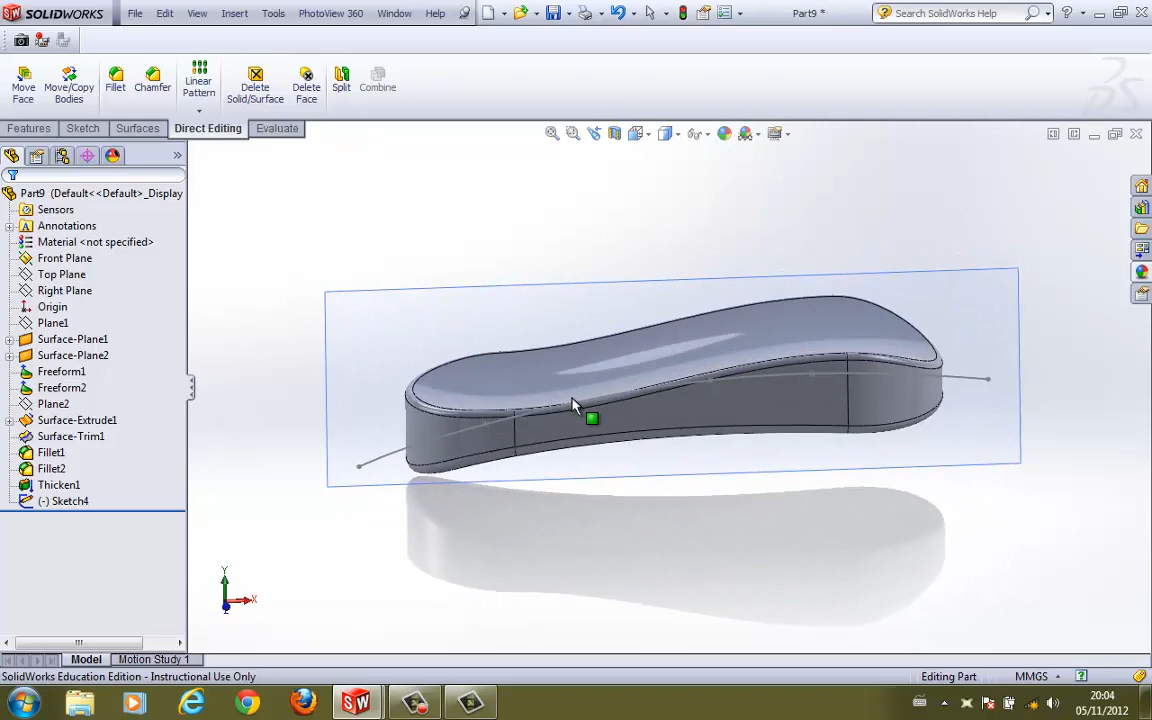 SOLIDWORKS File Edit View Insert Tools PhotoView 360 Window Help Part9 * Search SolidWorks Help
Move Face Move/Copy Bodies Fillet Chamfer Linear Pattern Delete Solid/Surface Delete Face Split Combine
Features Sketch Surfaces Direct Editing Evaluate
Part9 (Default<<Default>_Display
Sensors
Annotations
Material <not specified>
Front Plane
Top Plane
Right Plane
Origin
Plane1
Surface-Plane1
Surface-Plane2
Freeform1
Freeform2
Plane2
Surface-Extrude1
Surface-Trim1
Fillet1
Fillet2
Thicken1
(-) Sketch4
Y
X
Z
Model Motion Study 1
SolidWorks Education Edition - Instructional Use Only Editing Part MMGS
20:04
05/11/2012